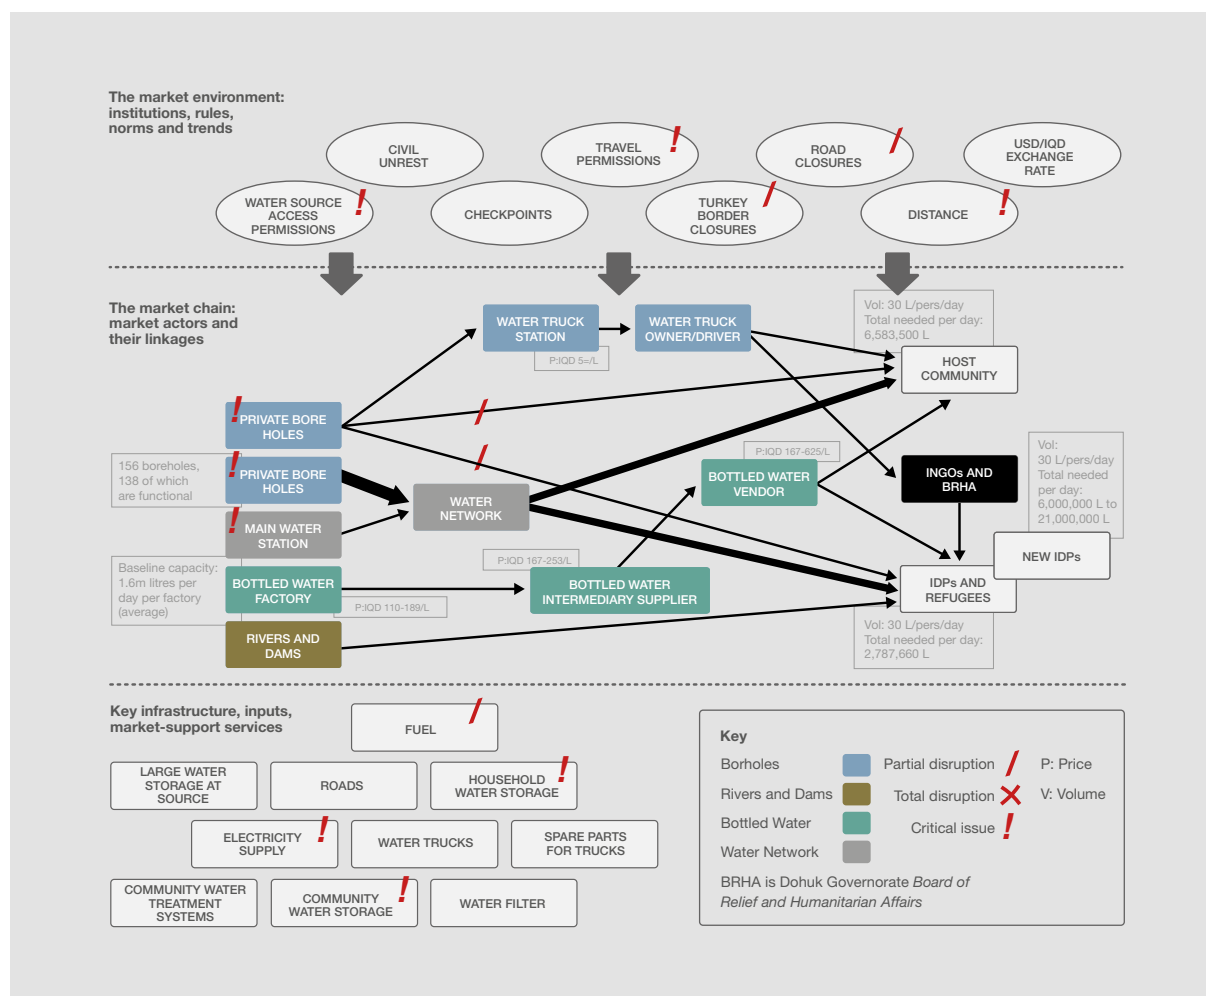 The market environment:
institutions, rules,
norms and trends
CIVIL
UNREST
TRAVEL
PERMISSIONS
!
ROAD
CLOSURES
/
USD/IQD
EXCHANGE
RATE
WATER SOURCE
ACCESS
PERMISSIONS
!
CHECKPOINTS
TURKEY
BORDER
CLOSURES
/
DISTANCE
!
The market chain:
market actors and
their linkages
WATER TRUCK
STATION
P:IQD 5=/L
WATER TRUCK
OWNER/DRIVER
Vol: 30 L/pers/day
Total needed per day:
6,583,500 L
HOST
COMMUNITY
!
PRIVATE BORE
HOLES
/
/
156 boreholes,
138 of which
are functional
!
PRIVATE BORE
HOLES
WATER
NETWORK
P:IQD 167-625/L
BOTTLED WATER
VENDOR
INGOs AND
BRHA
Vol:
30 L/pers/day
Total needed
per day:
6,000,000 L to
21,000,000 L
!
MAIN WATER
STATION
NEW IDPs
Baseline capacity:
1.6m litres per
day per factory
(average)
BOTTLED WATER
FACTORY
P:IQD 110-189/L
P:IQD 167-253/L
BOTTLED WATER
INTERMEDIARY SUPPLIER
IDPs AND
REFUGEES
Vol: 30 L/pers/day
Total needed per day:
2,787,660 L
RIVERS AND
DAMS
Key infrastructure, inputs,
market-support services
FUEL
/
LARGE WATER
STORAGE AT
SOURCE
ROADS
HOUSEHOLD
WATER STORAGE
!
ELECTRICITY
SUPPLY
!
WATER TRUCKS
SPARE PARTS
FOR TRUCKS
COMMUNITY WATER
TREATMENT
SYSTEMS
COMMUNITY
WATER STORAGE
!
WATER FILTER
Key
Borholes
Partial disruption /
P: Price
Rivers and Dams
Total disruption ✕
V: Volume
Bottled Water
Critical issue !
Water Network
BRHA is Dohuk Governorate Board of
Relief and Humanitarian Affairs